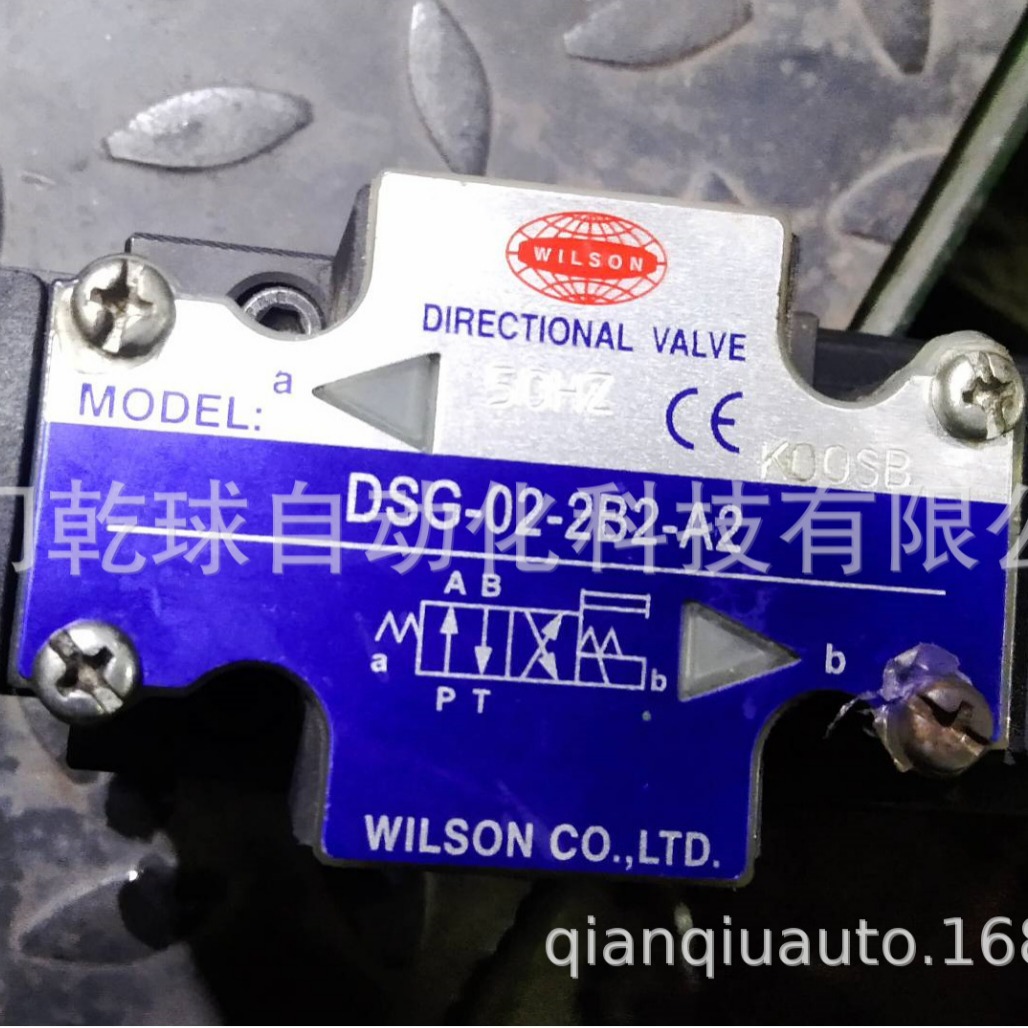 WILSON
DIRECTIONAL VALVE
a
50HZ
MODEL:
CE
K00SB
DSG-02-2B2-A2
乾球自动化科技有限
A B
a
b
b
P T
WILSON CO.,LTD.
qianqiuauto.168